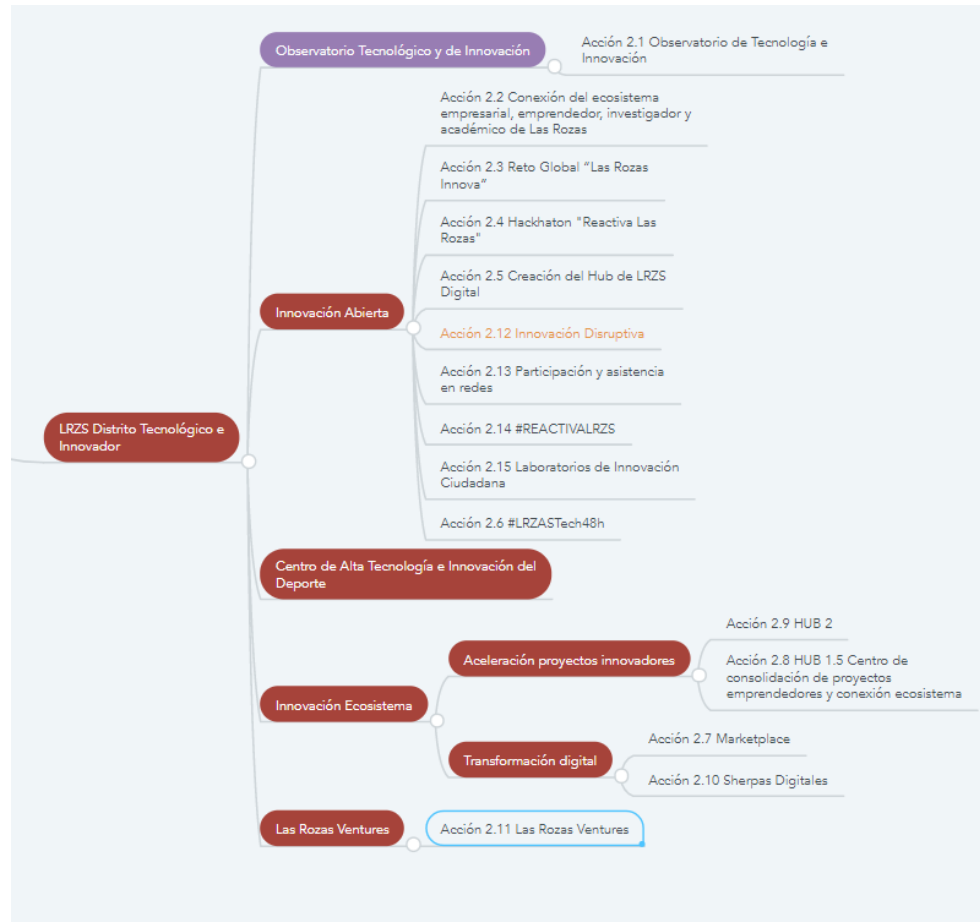 Observatorio Tecnológico y de Innovación
Acción 2.1 Observatorio de Tecnología e
Innovación
Acción 2.2 Conexión del ecosistema
empresarial, emprendedor, investigador y
académico de Las Rozas
Acción 2.3 Reto Global “Las Rozas
Innova”
Acción 2.4 Hackhaton "Reactiva Las
Rozas"
Acción 2.5 Creación del Hub de LRZS
Digital
Innovación Abierta
Acción 2.12 Innovación Disruptiva
Acción 2.13 Participación y asistencia
en redes
Acción 2.14 #REACTIVALRZS
Acción 2.15 Laboratorios de Innovación
Ciudadana
Acción 2.6 #LRZASTech48h
LRZS Distrito Tecnológico e
Innovador
Centro de Alta Tecnología e Innovación del
Deporte
Innovación Ecosistema
Aceleración proyectos innovadores
Acción 2.9 HUB 2
Acción 2.8 HUB 1.5 Centro de
consolidación de proyectos
emprendedores y conexión ecosistema
Transformación digital
Acción 2.7 Marketplace
Acción 2.10 Sherpas Digitales
Las Rozas Ventures
Acción 2.11 Las Rozas Ventures